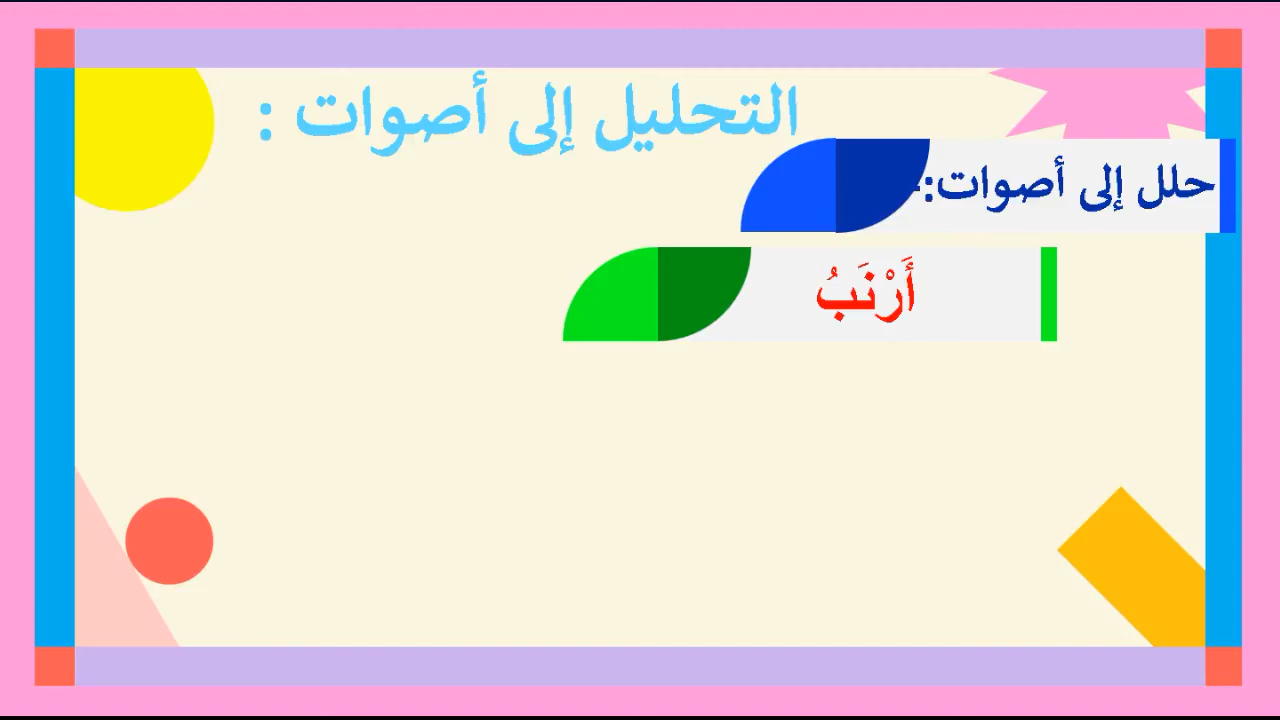 التحليل إلى أصوات :
حلل إلى أصوات:-
أَرْنَبُ